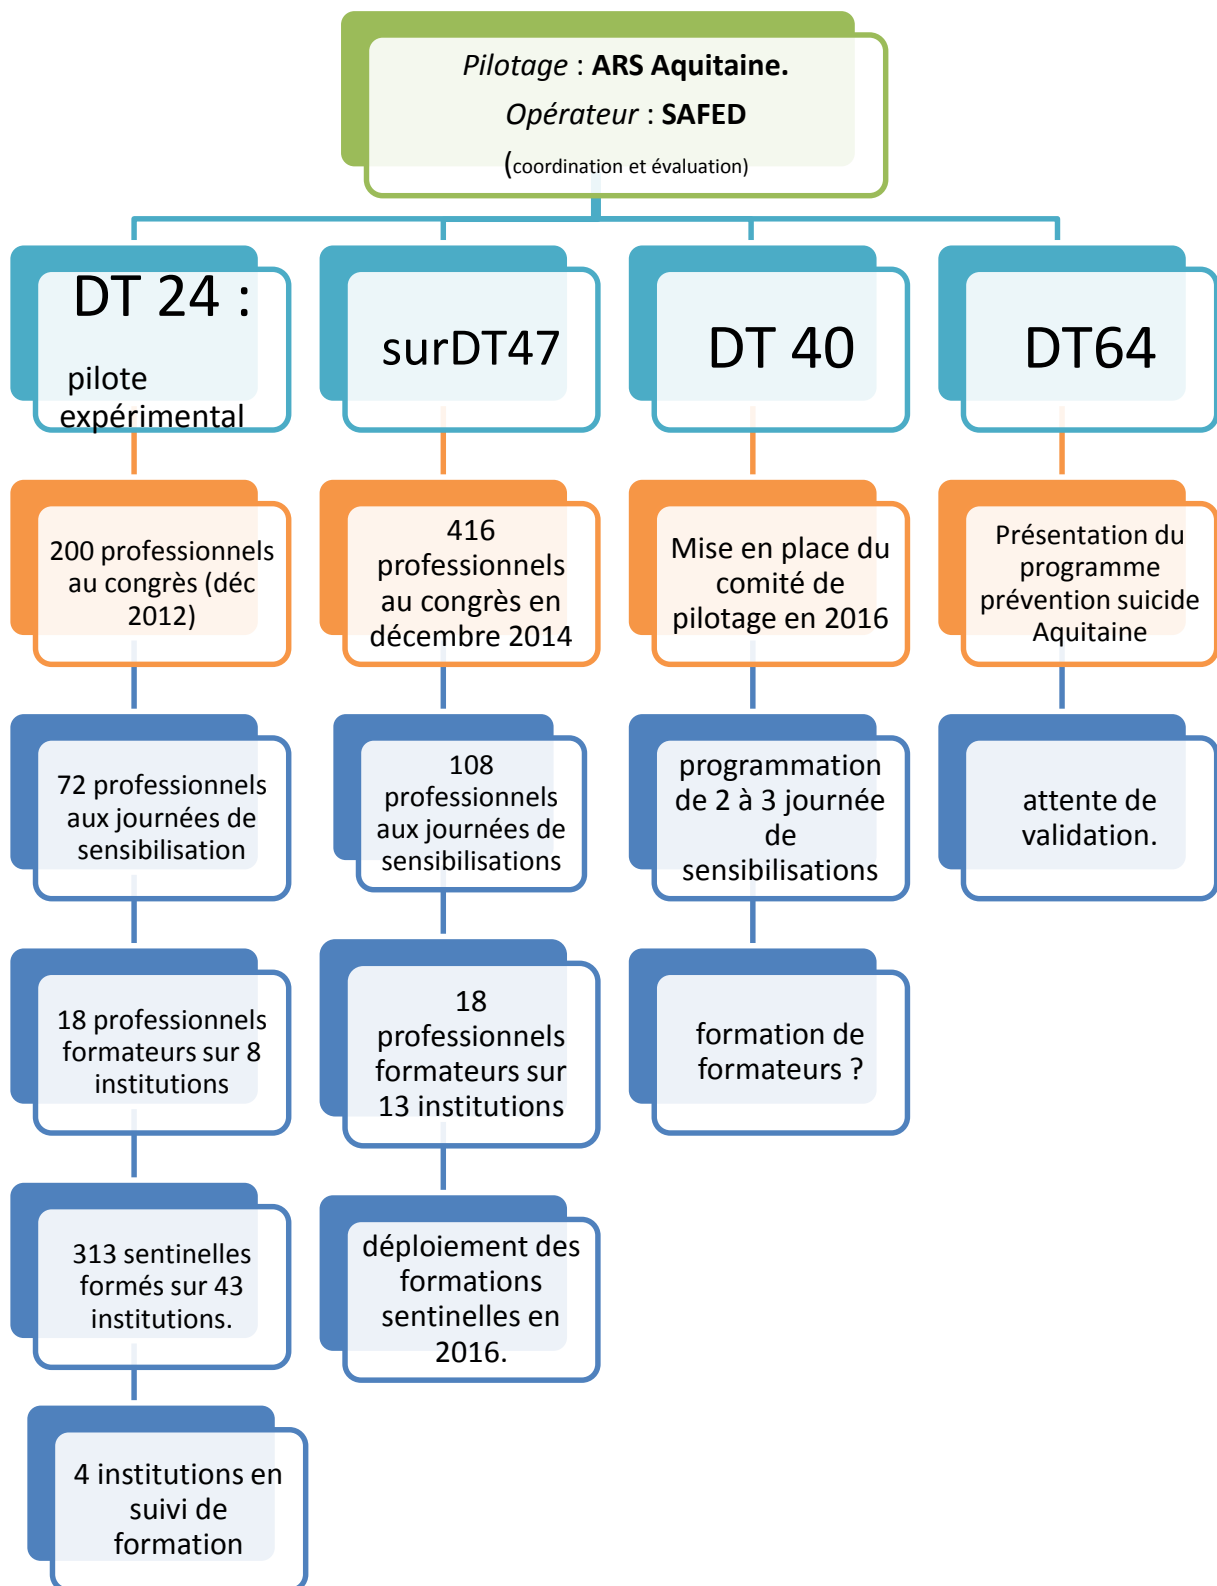 Pilotage : ARS Aquitaine.
Opérateur : SAFED
(coordination et évaluation)
DT 24 :
pilote
expérimental
200 professionnels
au congrès (déc
2012)
72 professionnels
aux journées de
sensibilisation
18 professionnels
formateurs sur 8
institutions
313 sentinelles
formés sur 43
institutions.
4 institutions en
suivi de
formation
surDT47
416
professionnels
au congrès en
décembre 2014
108
professionnels
aux journées de
sensibilisations
18
professionnels
formateurs sur
13 institutions
déploiement des
formations
sentinelles en
2016.
DT 40
Mise en place du
comité de
pilotage en 2016
programmation
de 2 à 3 journée
de
sensibilisations
formation de
formateurs ?
DT64
Présentation du
programme
prévention suicide
Aquitaine
attente de
validation.